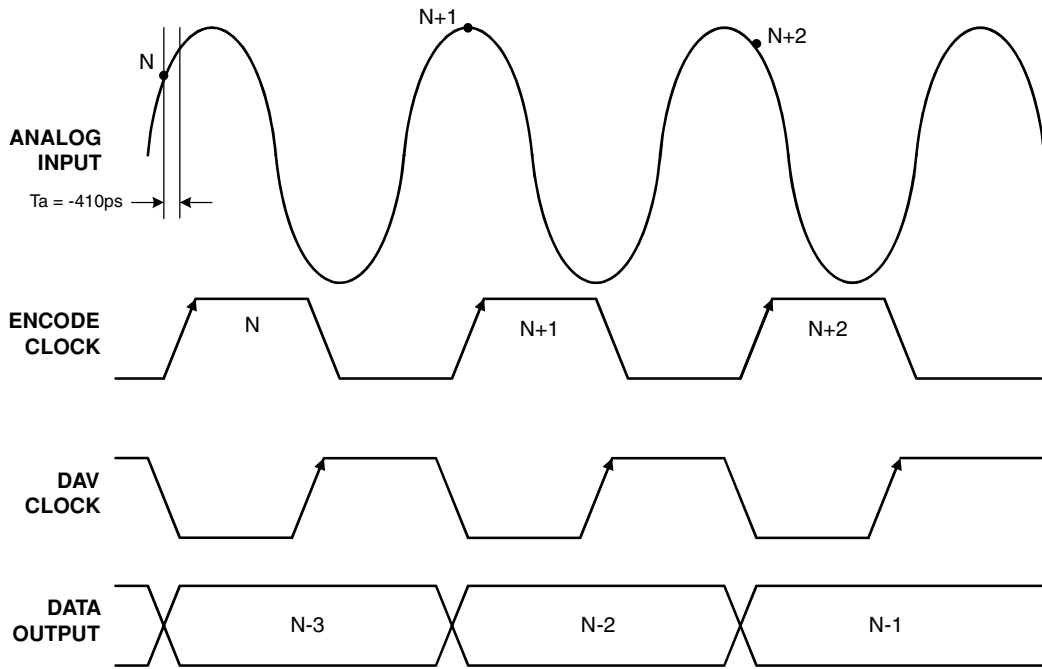 N+1
N+2
N
ANALOG
INPUT
Ta = -410ps
ENCODE
CLOCK
N
N+1
N+2
DAV
CLOCK
DATA
OUTPUT
N-3
N-2
N-1